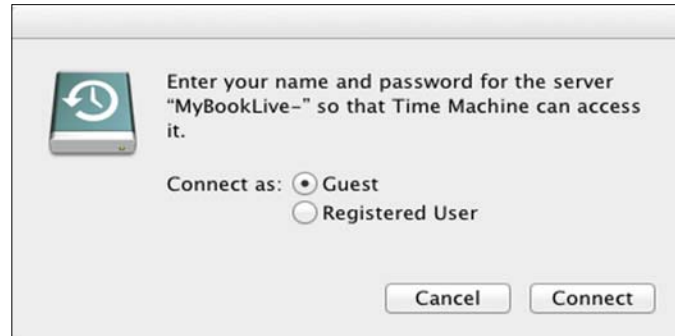 Enter your name and password for the server
“MyBookLive-” so that Time Machine can access
it.
Connect as: Guest
Registered User
Cancel Connect